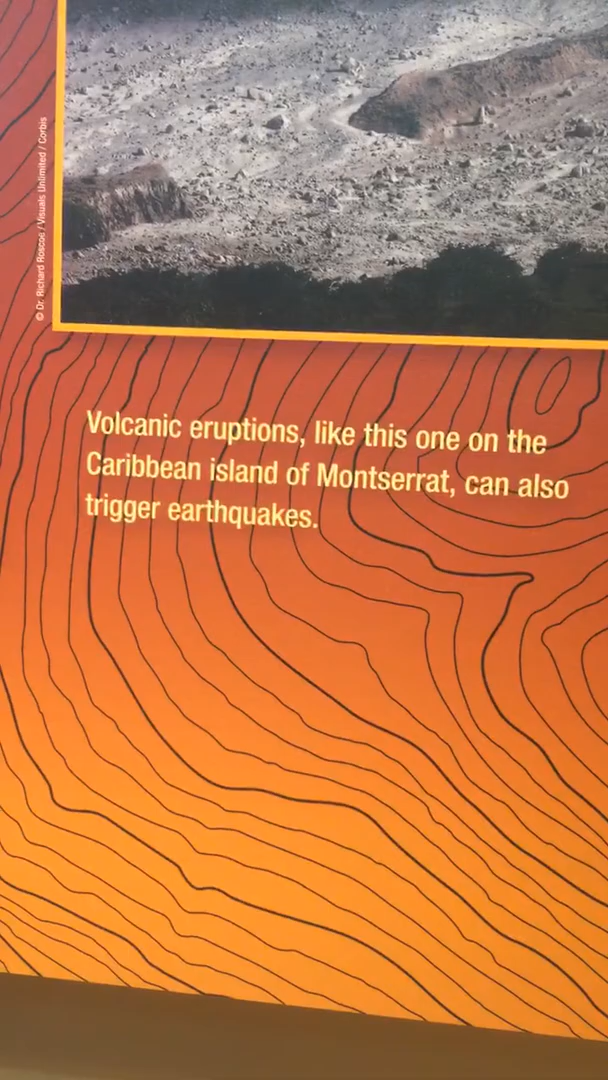 © Dr. Richard Roscoe / Visuals Unlimited / Corbis
Volcanic eruptions, like this one on the
Caribbean island of Montserrat, can also
trigger earthquakes.